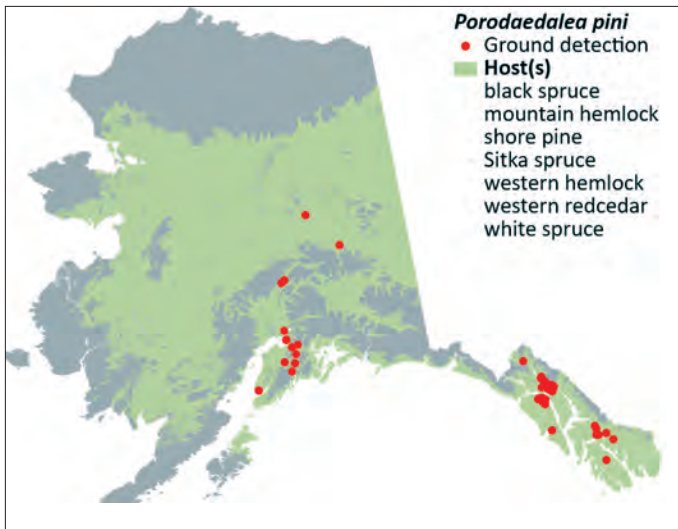 Porodaedalea pini
Ground detection
Host(s)
black spruce
mountain hemlock
shore pine
Sitka spruce
western hemlock
western redcedar
white spruce